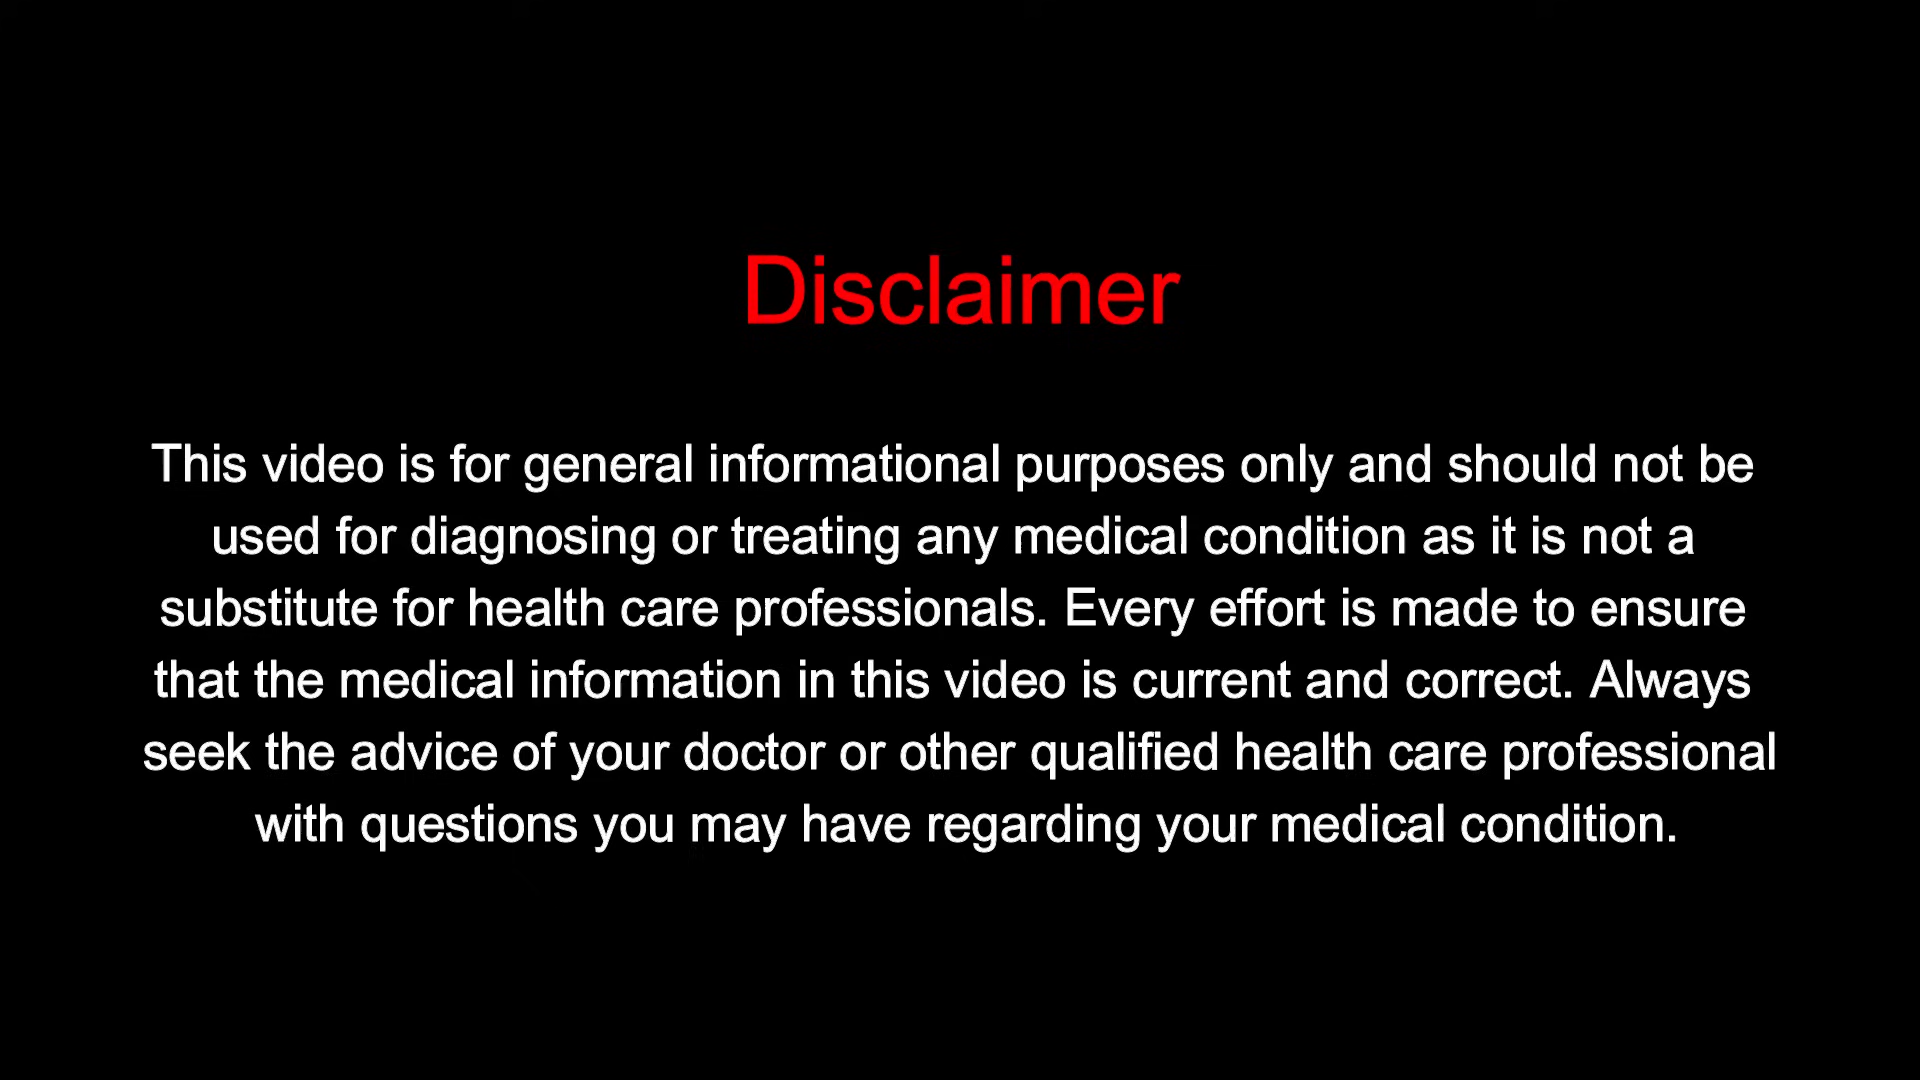 Disclaimer
This video is for general informational purposes only and should not be
used for diagnosing or treating any medical condition as it is not a
substitute for health care professionals. Every effort is made to ensure
that the medical information in this video is current and correct. Always
seek the advice of your doctor or other qualified health care professional
with questions you may have regarding your medical condition.